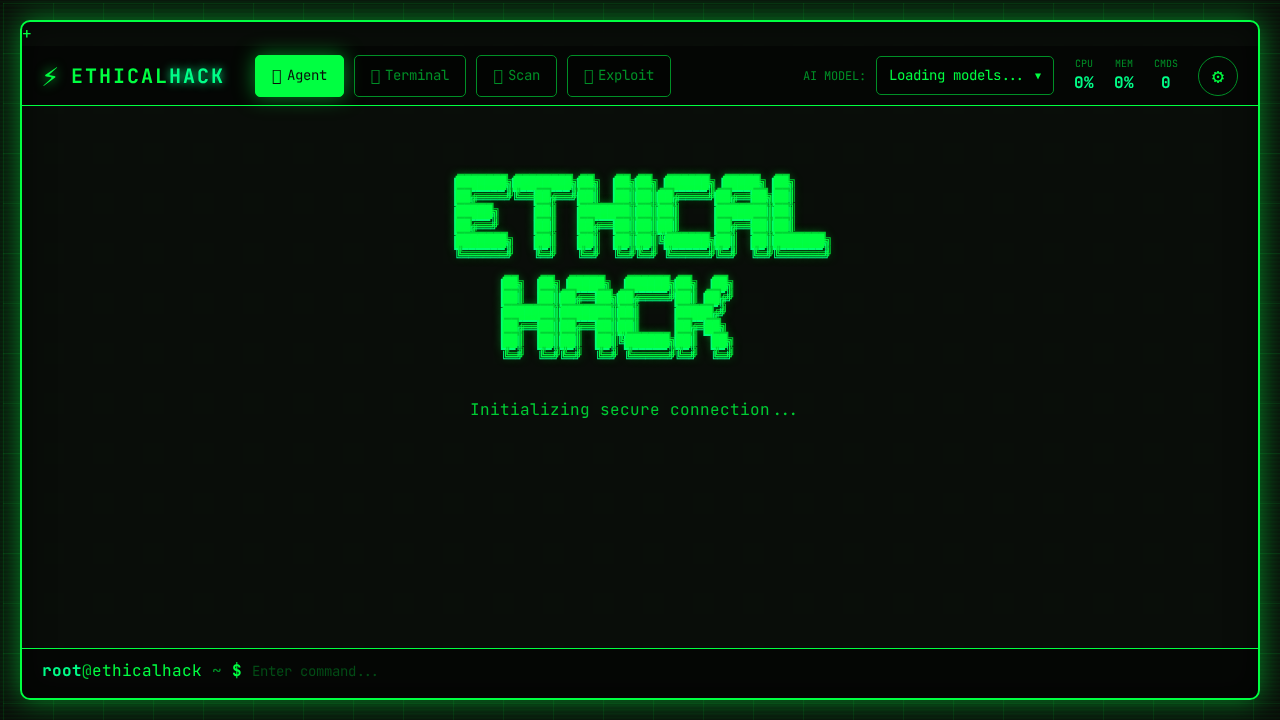 +
⚡ ETHICALHACK
Agent
Terminal
Scan
Exploit
AI MODEL:
Loading models... ▼
CPU
0%
MEM
0%
CMDS
0
ETHICAL
HACK
Initializing secure connection...
root@ethicalhack ~ $ Enter command...